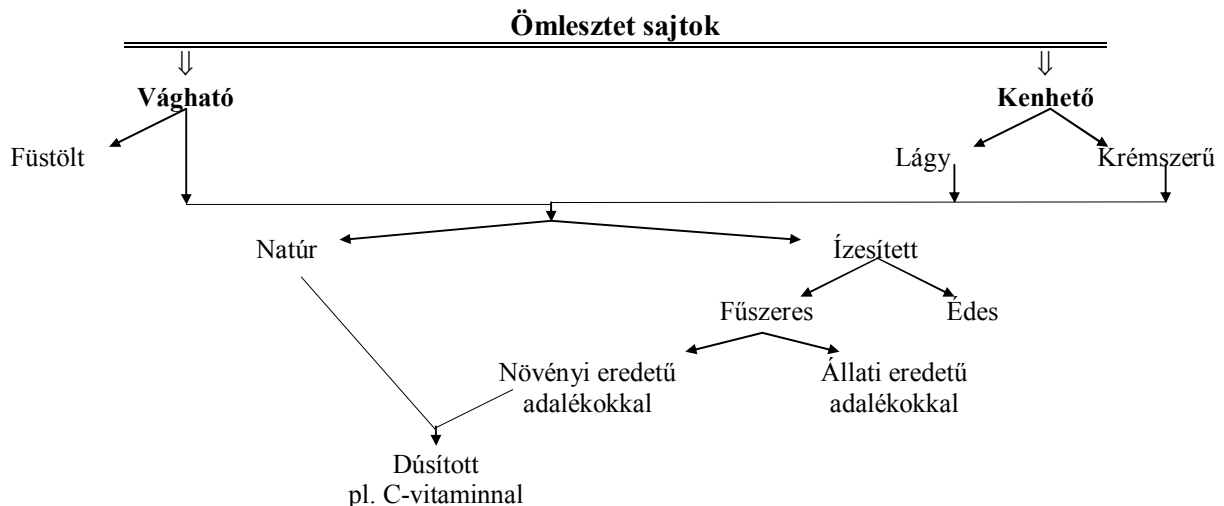 Ömlesztet sajtok
Vágható
Kenhető
Füstölt
Lágy
Krémszerű
Natúr
Ízesített
Fűszeres
Édes
Növényi eredetű
adalékokkal
Állati eredetű
adalékokkal
Dúsított
pl. C-vitaminnal